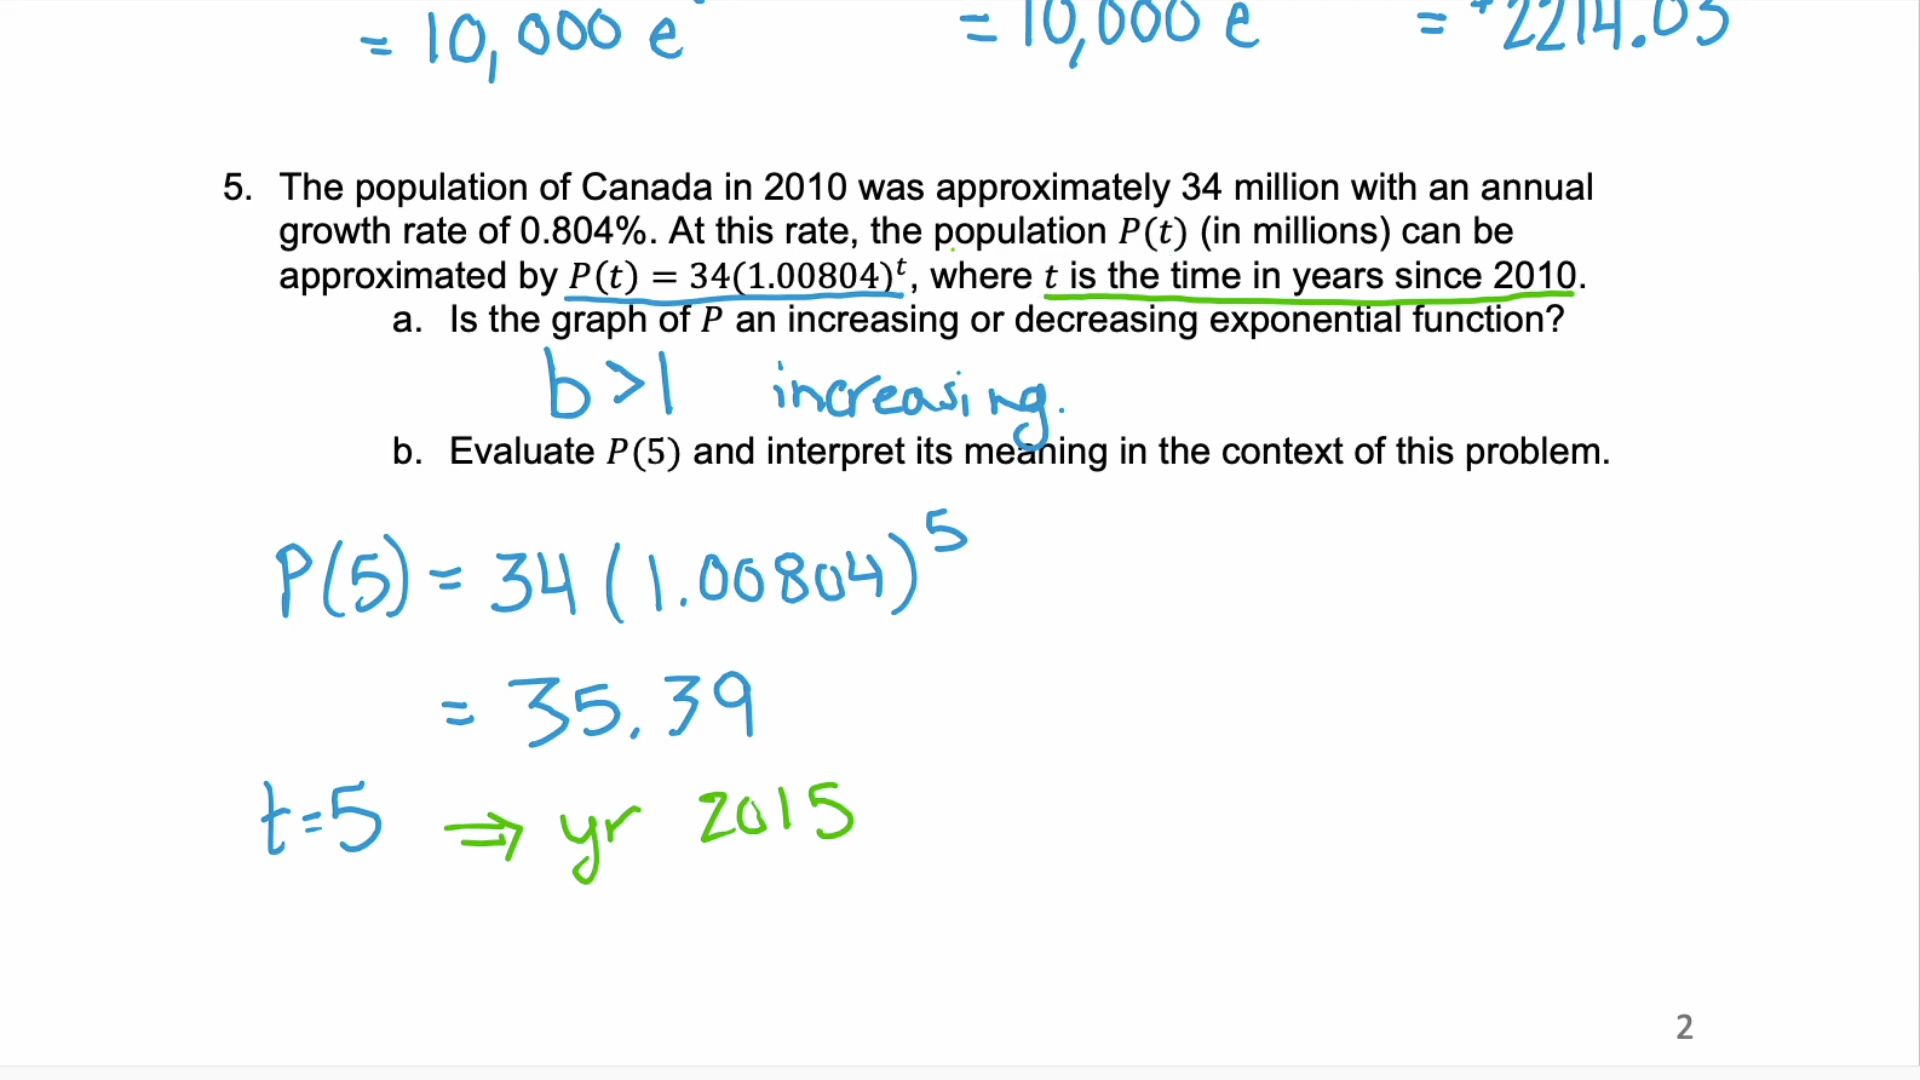 = 10,000 e = 10,000 e = 2214.03
5. The population of Canada in 2010 was approximately 34 million with an annual
growth rate of 0.804%. At this rate, the population P(t) (in millions) can be
approximated by P(t) = 34(1.00804)^t, where t is the time in years since 2010.
a. Is the graph of P an increasing or decreasing exponential function?
b>1 increasing.
b. Evaluate P(5) and interpret its meaning in the context of this problem.
P(5) = 34 (1.00804)^5
= 35.39
t=5 ⇒ yr 2015
2